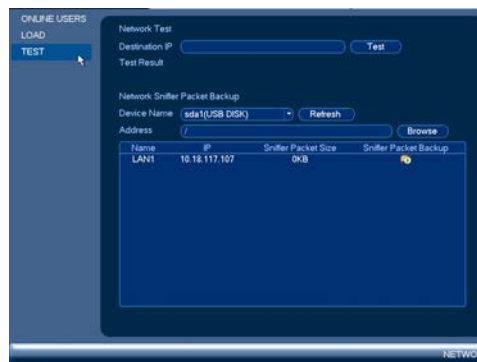 ONLINE USERS
LOAD
TEST
Network Test
Destination IP Test
Test Result
Network Sniffer Packet Backup
Device Name sda1(USB DISK) Refresh
Address / Browse
Name IP Sniffer Packet Size Sniffer Packet Backup
LAN1 10.18.117.107 0KB
NETWO